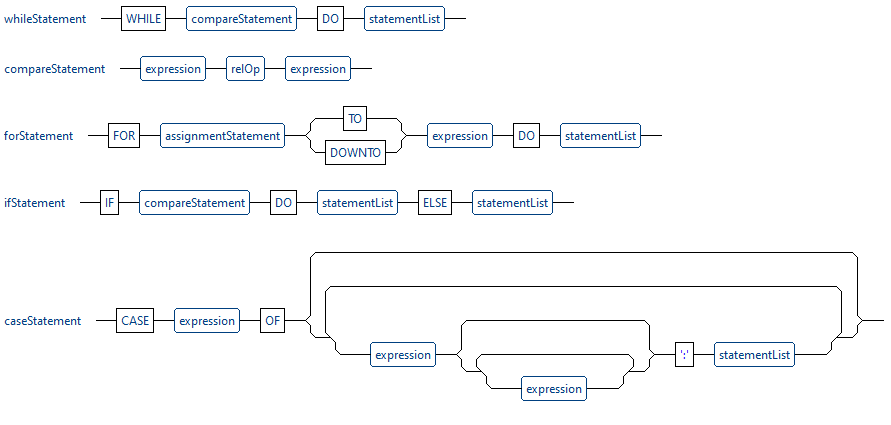 whileStatement WHILE compareStatement DO statementList
compareStatement expression relOp expression
TO
forStatement FOR assignmentStatement expression DO statementList
DOWNTO
ifStatement IF compareStatement DO statementList ELSE statementList
caseStatement CASE expression OF
expression ':' statementList
expression